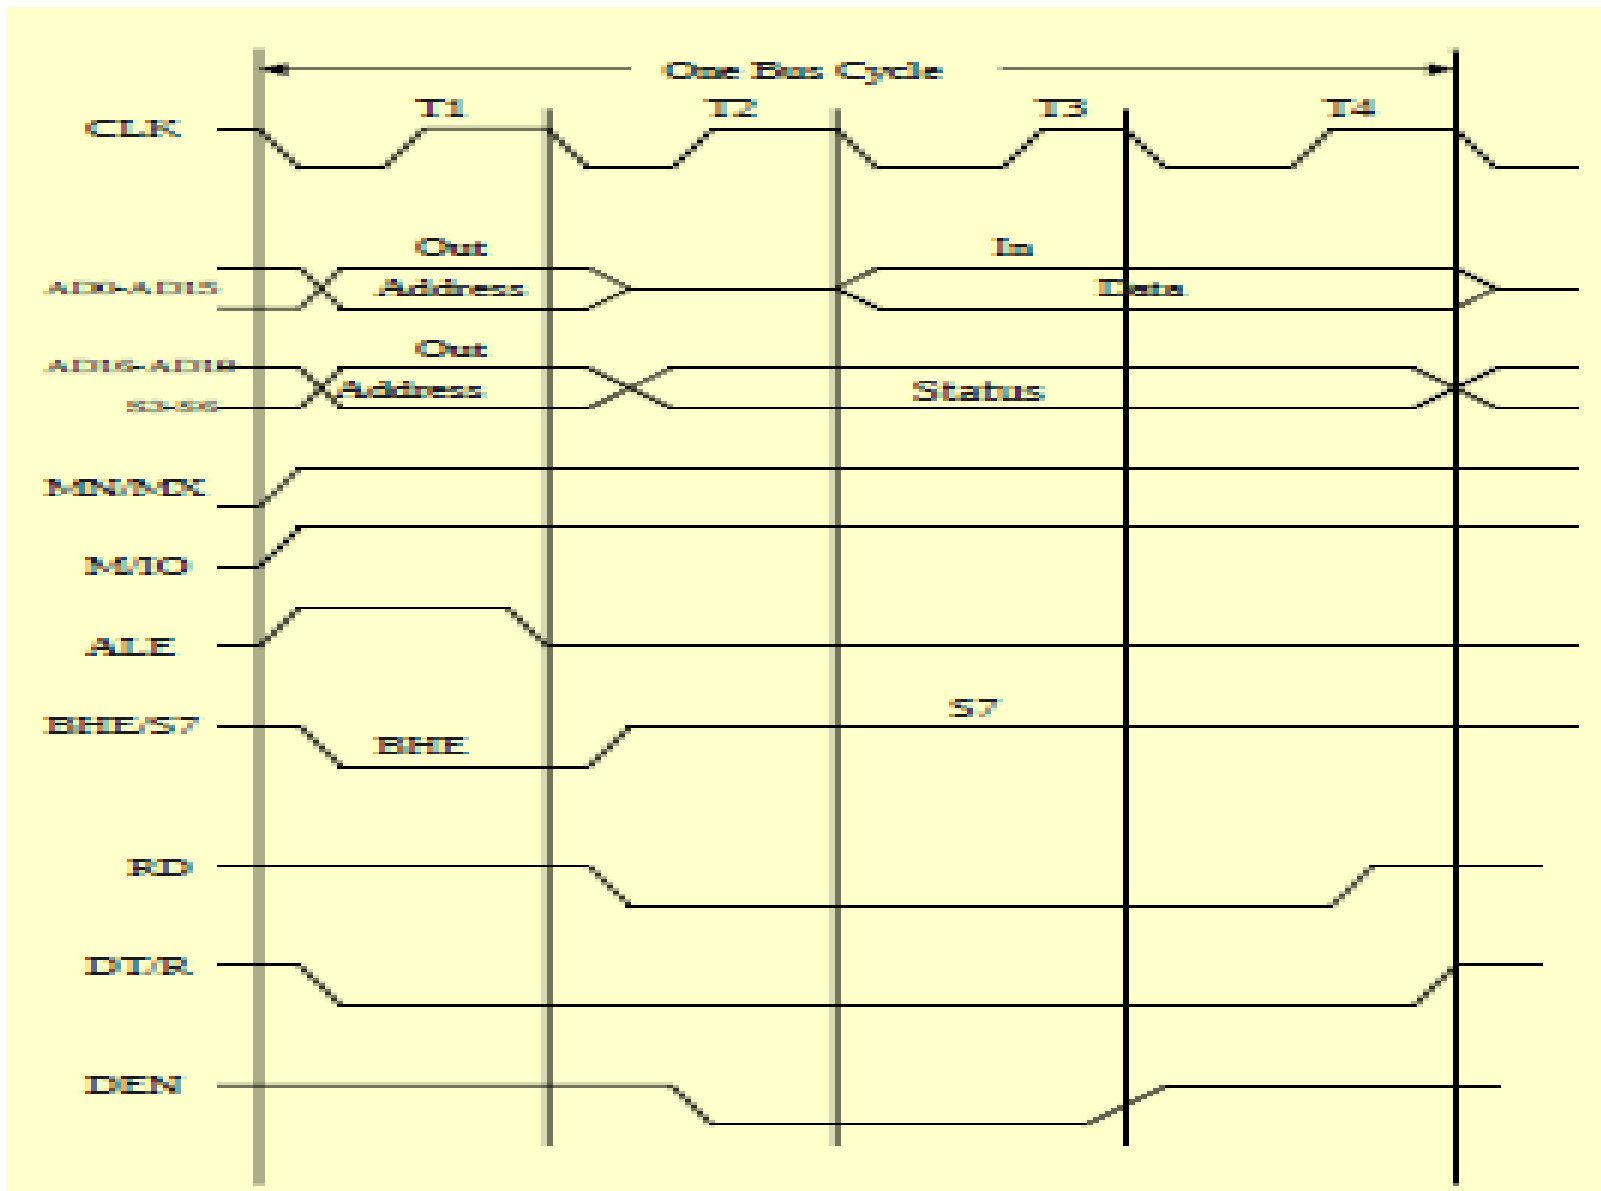 One Bus Cycle
T1 T2 T3 T4
CLK
Out In
AD0-AD15 Address Data
Out
AD16-AD19 Address Status
S3-S6
MN/MX
M/IO
ALE
S7
BHE/S7
BHE
RD
DT/R
DEN